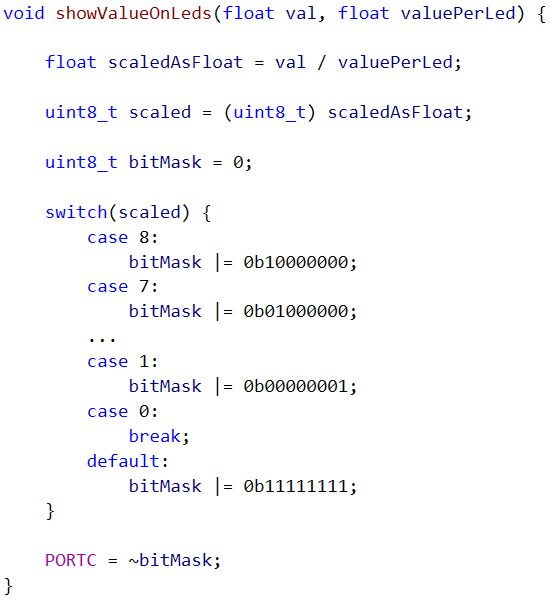 void showValueOnLeds(float val, float valuePerLed) {
    float scaledAsFloat = val / valuePerLed;
    uint8_t scaled = (uint8_t) scaledAsFloat;
    uint8_t bitMask = 0;
    switch(scaled) {
        case 8:
            bitMask |= 0b10000000;
        case 7:
            bitMask |= 0b01000000;
        ...
        case 1:
            bitMask |= 0b00000001;
        case 0:
            break;
        default:
            bitMask |= 0b11111111;
    }
    PORTC = ~bitMask;
}